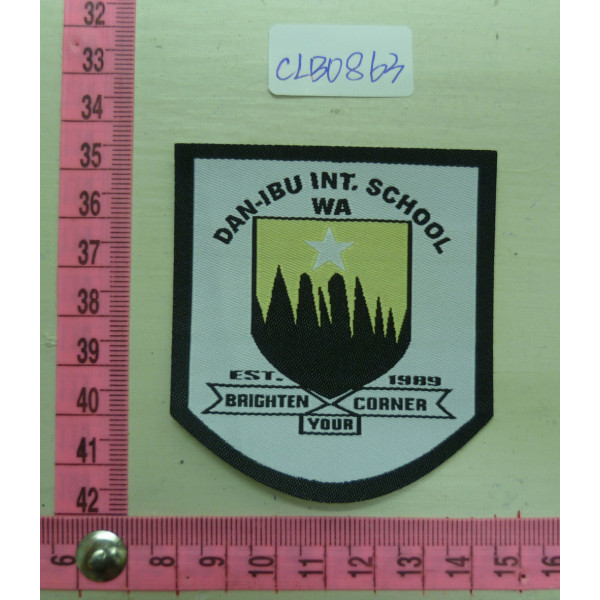 CLB0863
DAN-IBU INT. SCHOOL
WA
EST. 1989
BRIGHTEN CORNER
YOUR
32
33
34
35
36
37
38
39
40
41
42
6 7 8 9 10 11 12 13 14 15 16